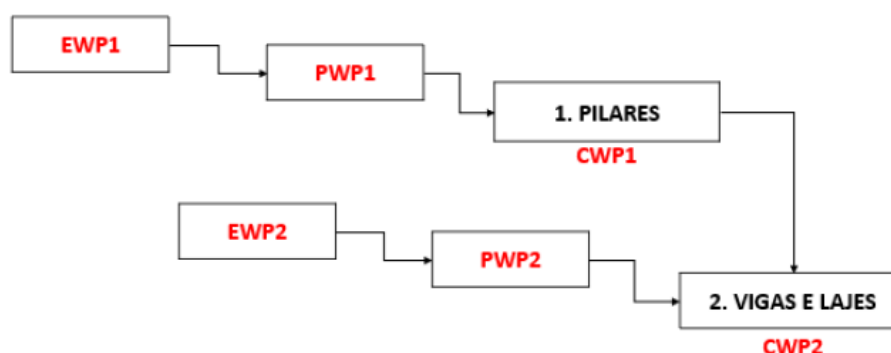 EWP1
PWP1
1. PILARES
CWP1
EWP2
PWP2
2. VIGAS E LAJES
CWP2